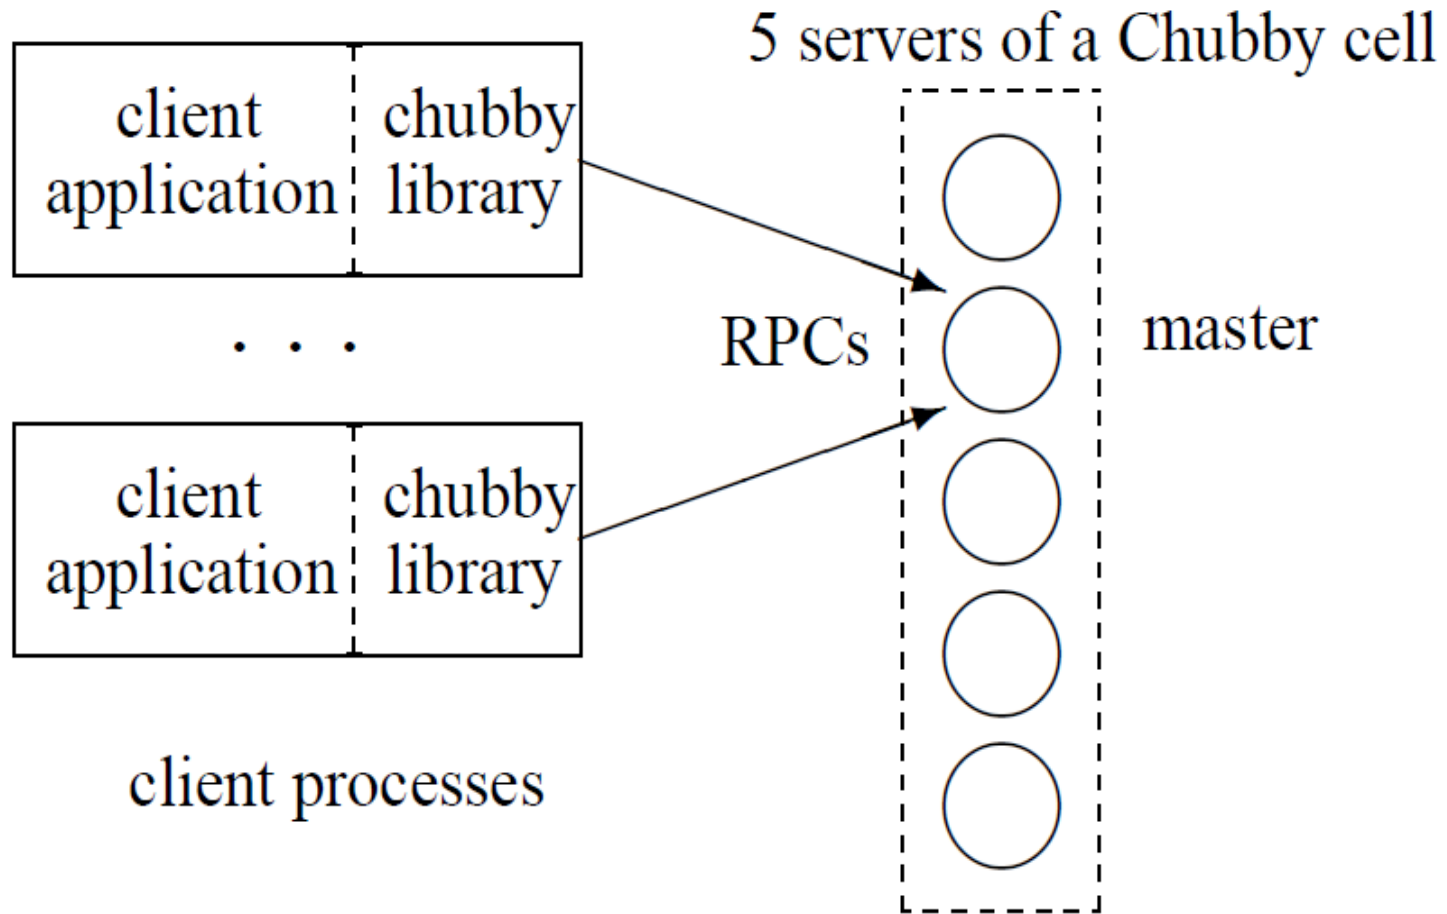 5 servers of a Chubby cell
client
application
chubby
library
. . .
RPCs
master
client
application
chubby
library
client processes